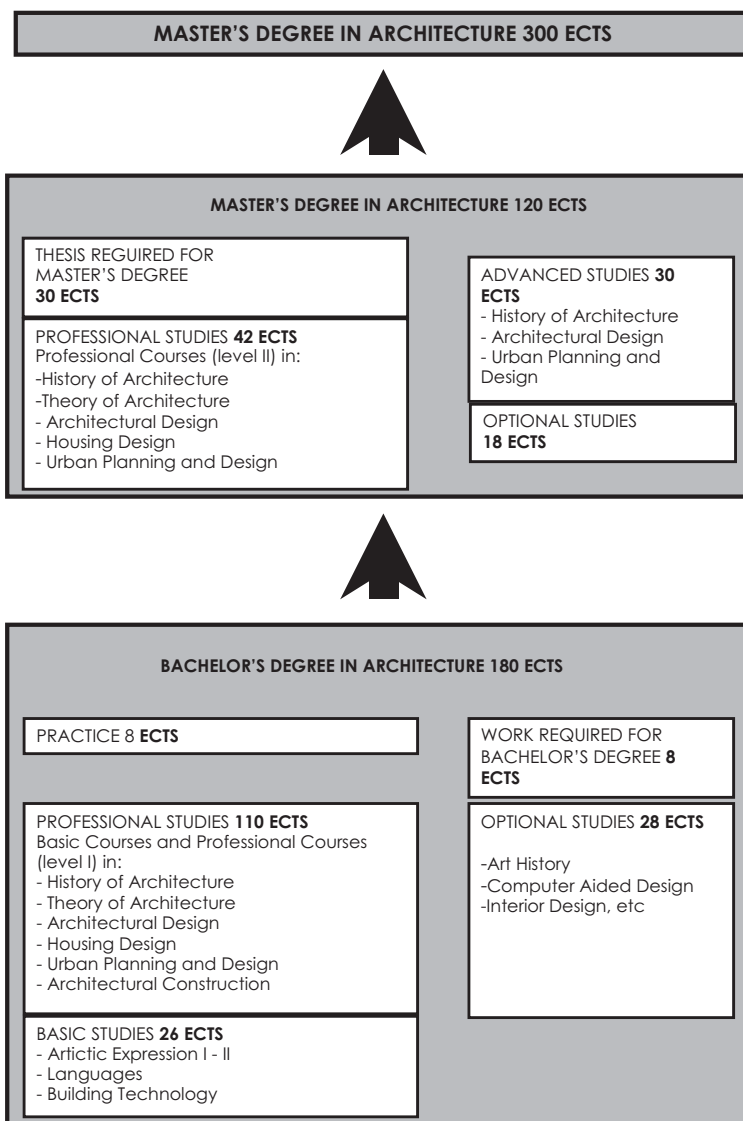 MASTER'S DEGREE IN ARCHITECTURE 300 ECTS
MASTER'S DEGREE IN ARCHITECTURE 120 ECTS
THESIS REGUIRED FOR
MASTER'S DEGREE
30 ECTS
PROFESSIONAL STUDIES 42 ECTS
Professional Courses (level II) in:
-History of Architecture
-Theory of Architecture
- Architectural Design
- Housing Design
- Urban Planning and Design
ADVANCED STUDIES 30
ECTS
- History of Architecture
- Architectural Design
- Urban Planning and
Design
OPTIONAL STUDIES
18 ECTS
BACHELOR'S DEGREE IN ARCHITECTURE 180 ECTS
PRACTICE 8 ECTS
PROFESSIONAL STUDIES 110 ECTS
Basic Courses and Professional Courses
(level I) in:
- History of Architecture
- Theory of Architecture
- Architectural Design
- Housing Design
- Urban Planning and Design
- Architectural Construction
BASIC STUDIES 26 ECTS
- Artictic Expression I - II
- Languages
- Building Technology
WORK REQUIRED FOR
BACHELOR'S DEGREE 8
ECTS
OPTIONAL STUDIES 28 ECTS
-Art History
-Computer Aided Design
-Interior Design, etc